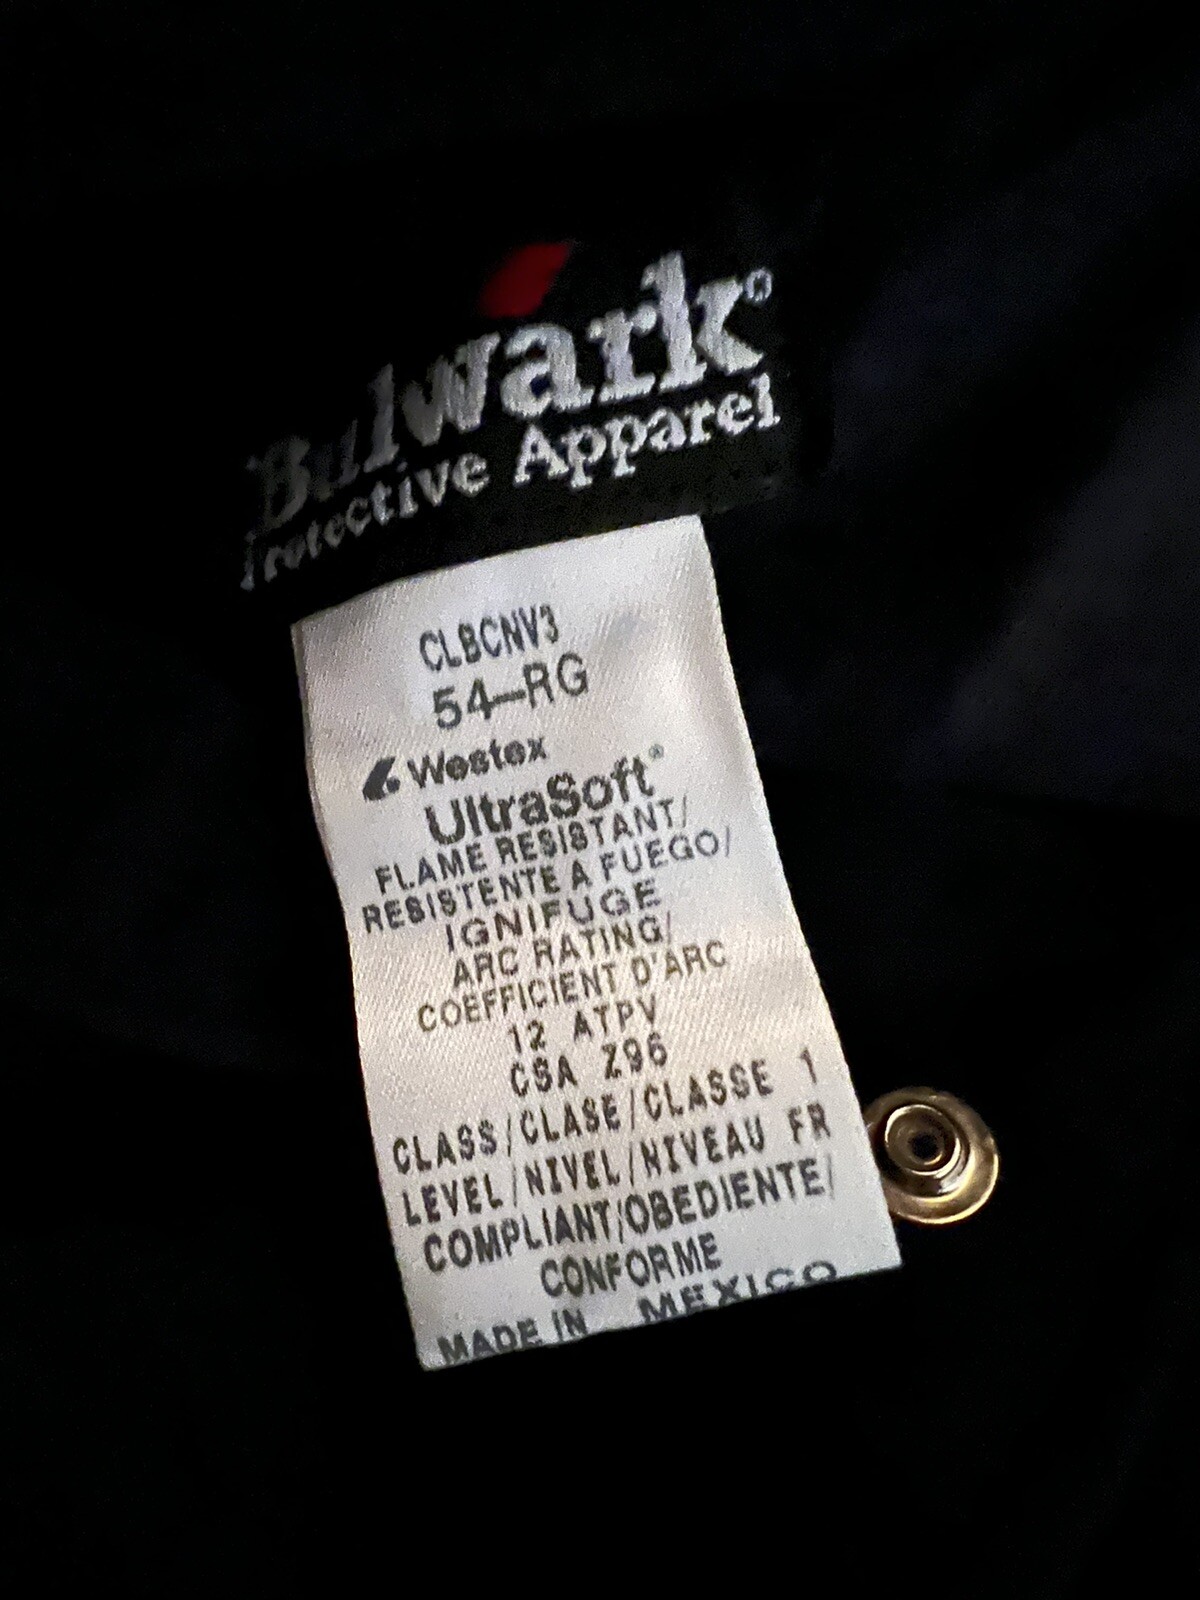 Bulwark®
Protective Apparel
CLBCNV3
54-RG
Westex
UltraSoft®
FLAME RESISTANT/
RESISTENTE A FUEGO/
IGNIFUGE
ARC RATING/
COEFFICIENT D'ARC
12 ATPV
CSA Z96
CLASS/CLASE/CLASSE 1
LEVEL/NIVEL/NIVEAU FR
COMPLIANT/OBEDIENTE/
CONFORME
MADE IN MEXICO